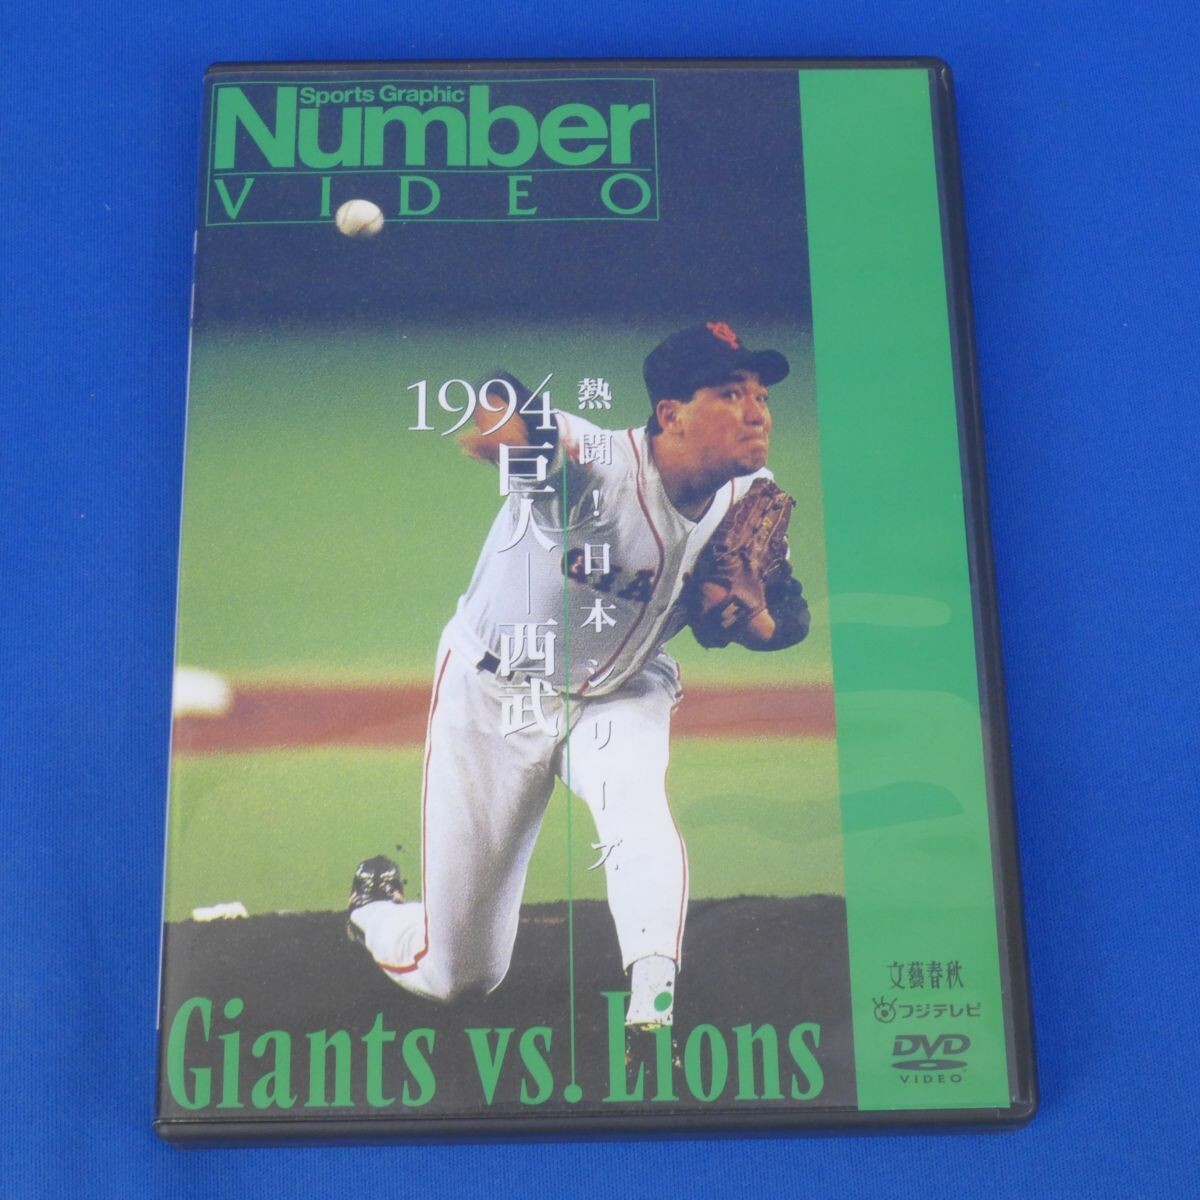 Sports Graphic
Number
VIDEO
熱闘!日本シリーズ
1994
巨人—西武
GIA
Giants vs. Lions
文藝春秋
フジテレビ
DVD
VIDEO